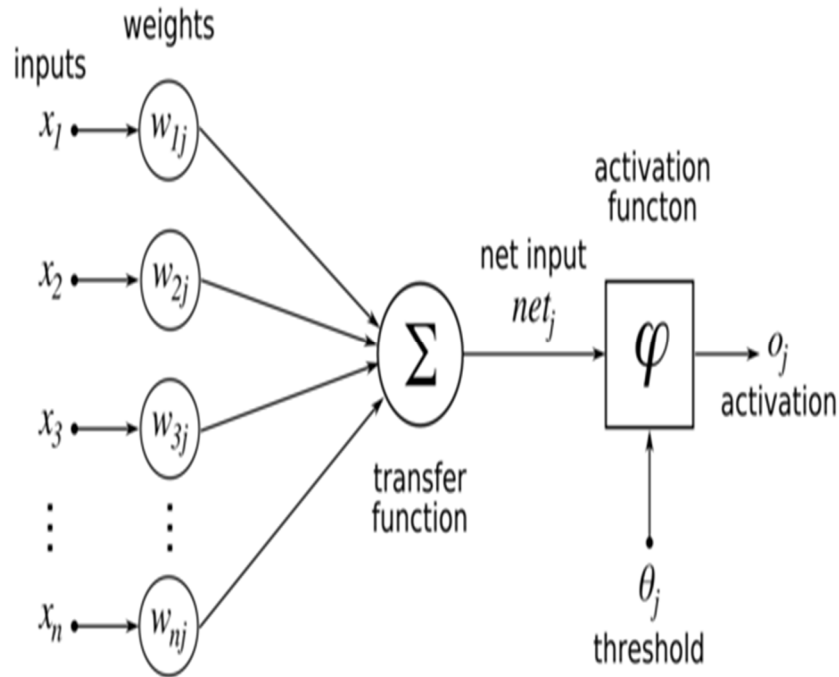 weights
inputs
x1
w1j
x2
w2j
x3
w3j
⋮ ⋮
xn
wnj
Σ
transfer
function
net input
netj
activation
functon
φ
oj
activation
θj
threshold